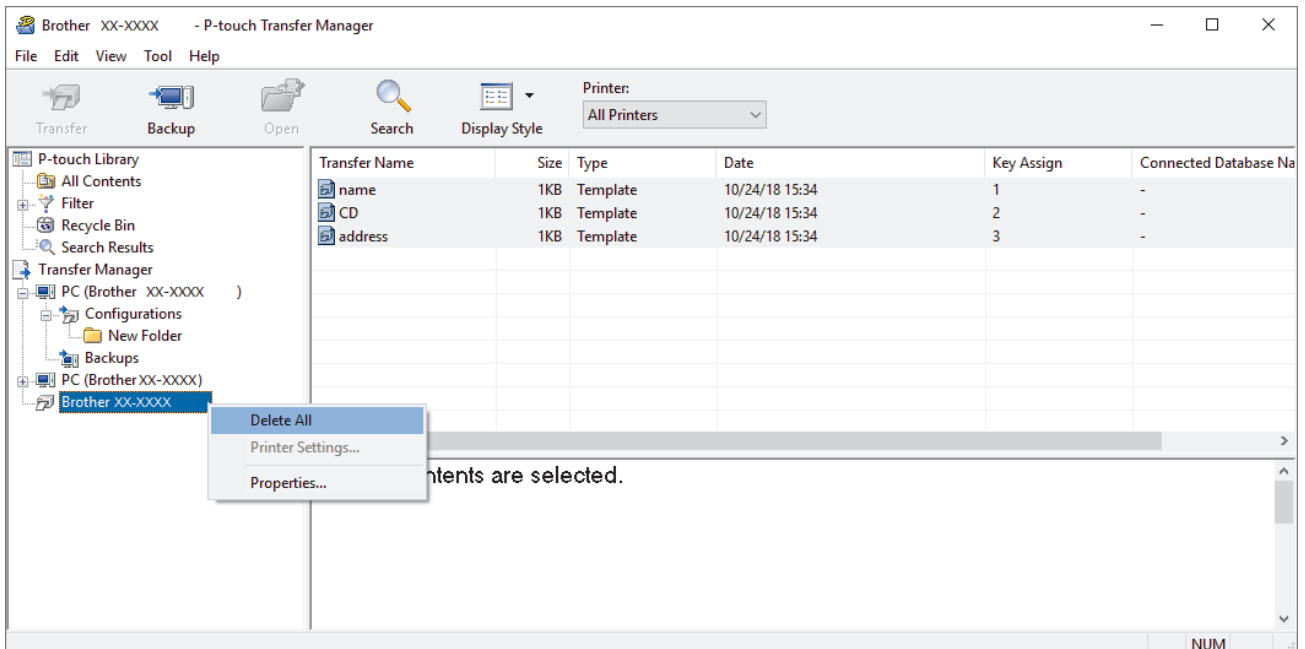 Brother XX-XXXX - P-touch Transfer Manager
File Edit View Tool Help
Transfer Backup Open Search Display Style
Printer:
All Printers
P-touch Library
All Contents
Filter
Recycle Bin
Search Results
Transfer Manager
PC (Brother XX-XXXX )
Configurations
New Folder
Backups
PC (Brother XX-XXXX)
Brother XX-XXXX
Transfer Name Size Type Date Key Assign Connected Database Na
name 1KB Template 10/24/18 15:34 1 -
CD 1KB Template 10/24/18 15:34 2 -
address 1KB Template 10/24/18 15:34 3 -
Delete All
Printer Settings...
Properties...
ntents are selected.
NUM